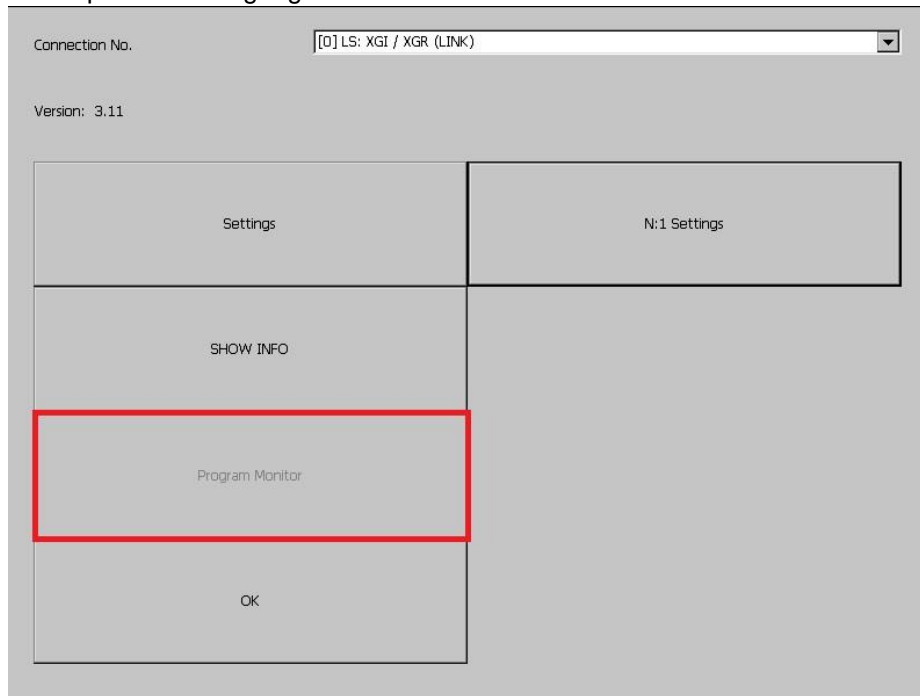 Connection No. [0] LS: XGI / XGR (LINK)
Version: 3.11
Settings N:1 Settings
SHOW INFO
Program Monitor
OK